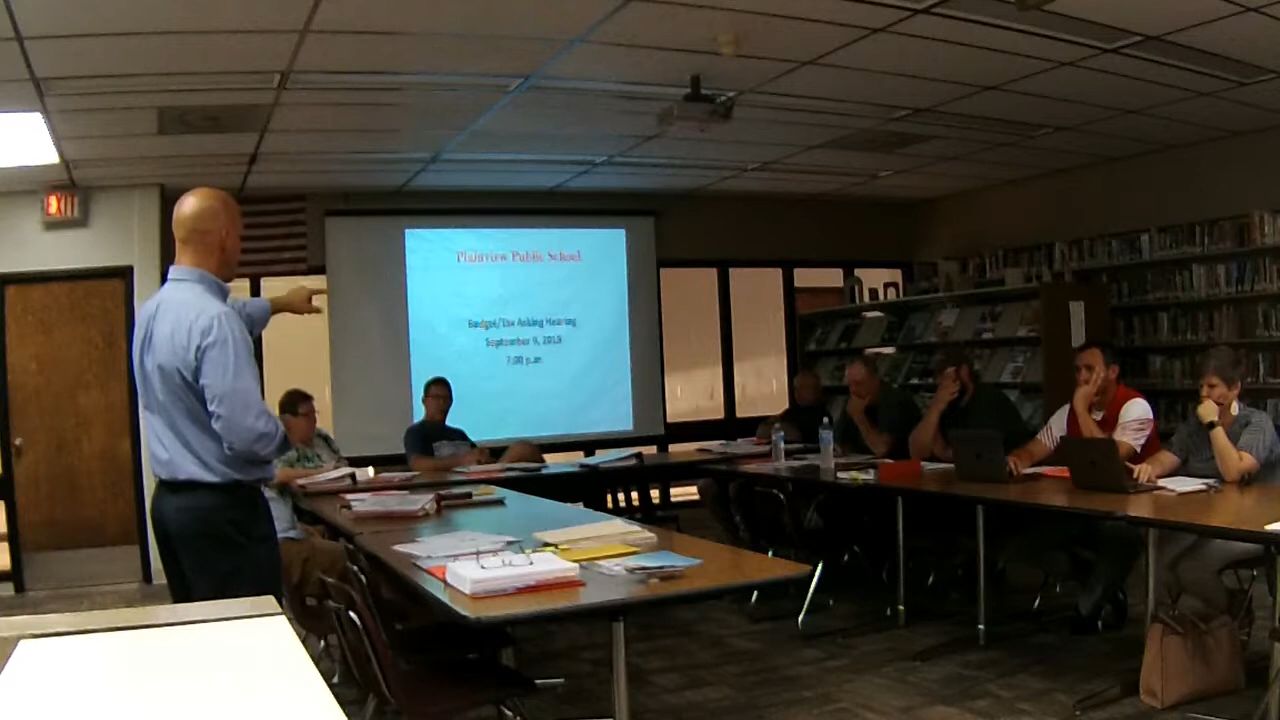 EXIT
Plainview Public School
Budget/Tax Asking Hearing
September 9, 2019
7:00 p.m.